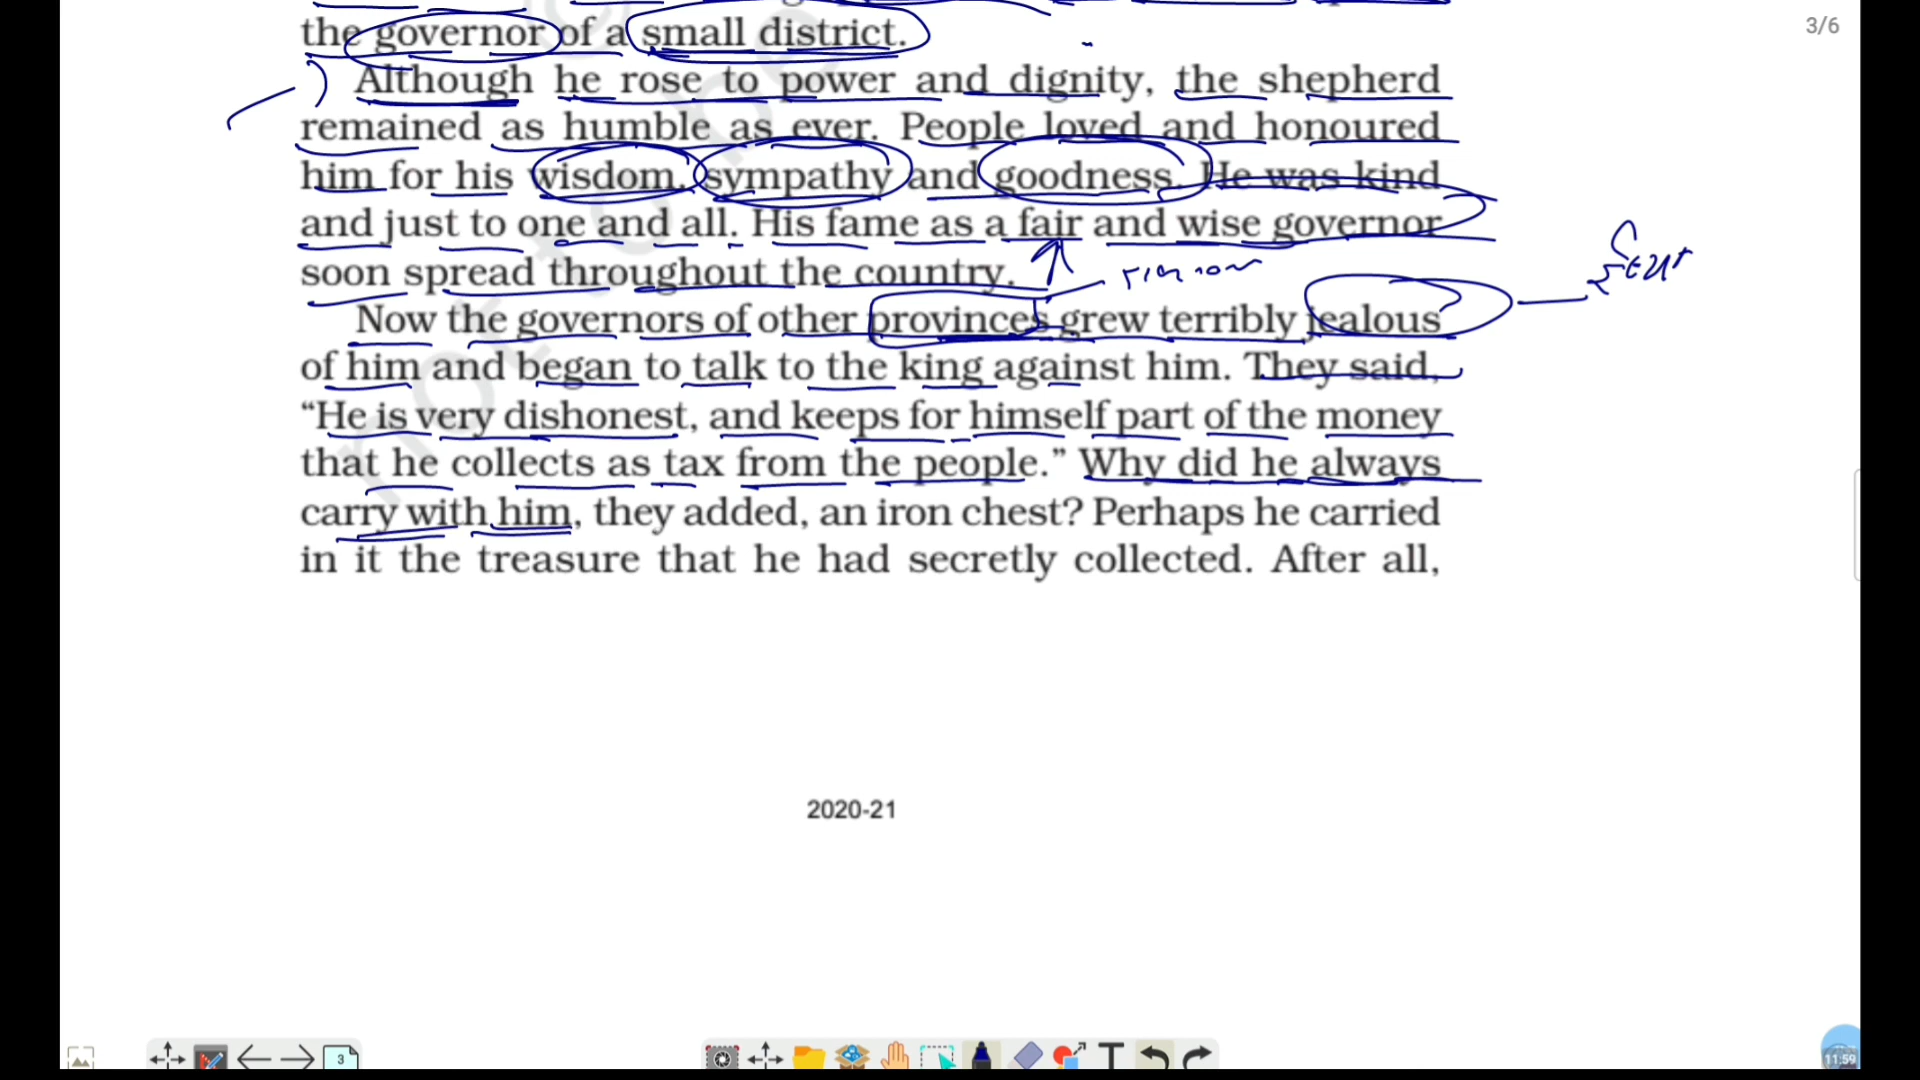 3/6
the governor of a small district.
Although he rose to power and dignity, the shepherd
remained as humble as ever. People loved and honoured
him for his wisdom, sympathy and goodness. He was kind
and just to one and all. His fame as a fair and wise governor
soon spread throughout the country.
Now the governors of other provinces grew terribly jealous
of him and began to talk to the king against him. They said,
“He is very dishonest, and keeps for himself part of the money
that he collects as tax from the people.” Why did he always
carry with him, they added, an iron chest? Perhaps he carried
in it the treasure that he had secretly collected. After all,
2020-21
3
T
11:59